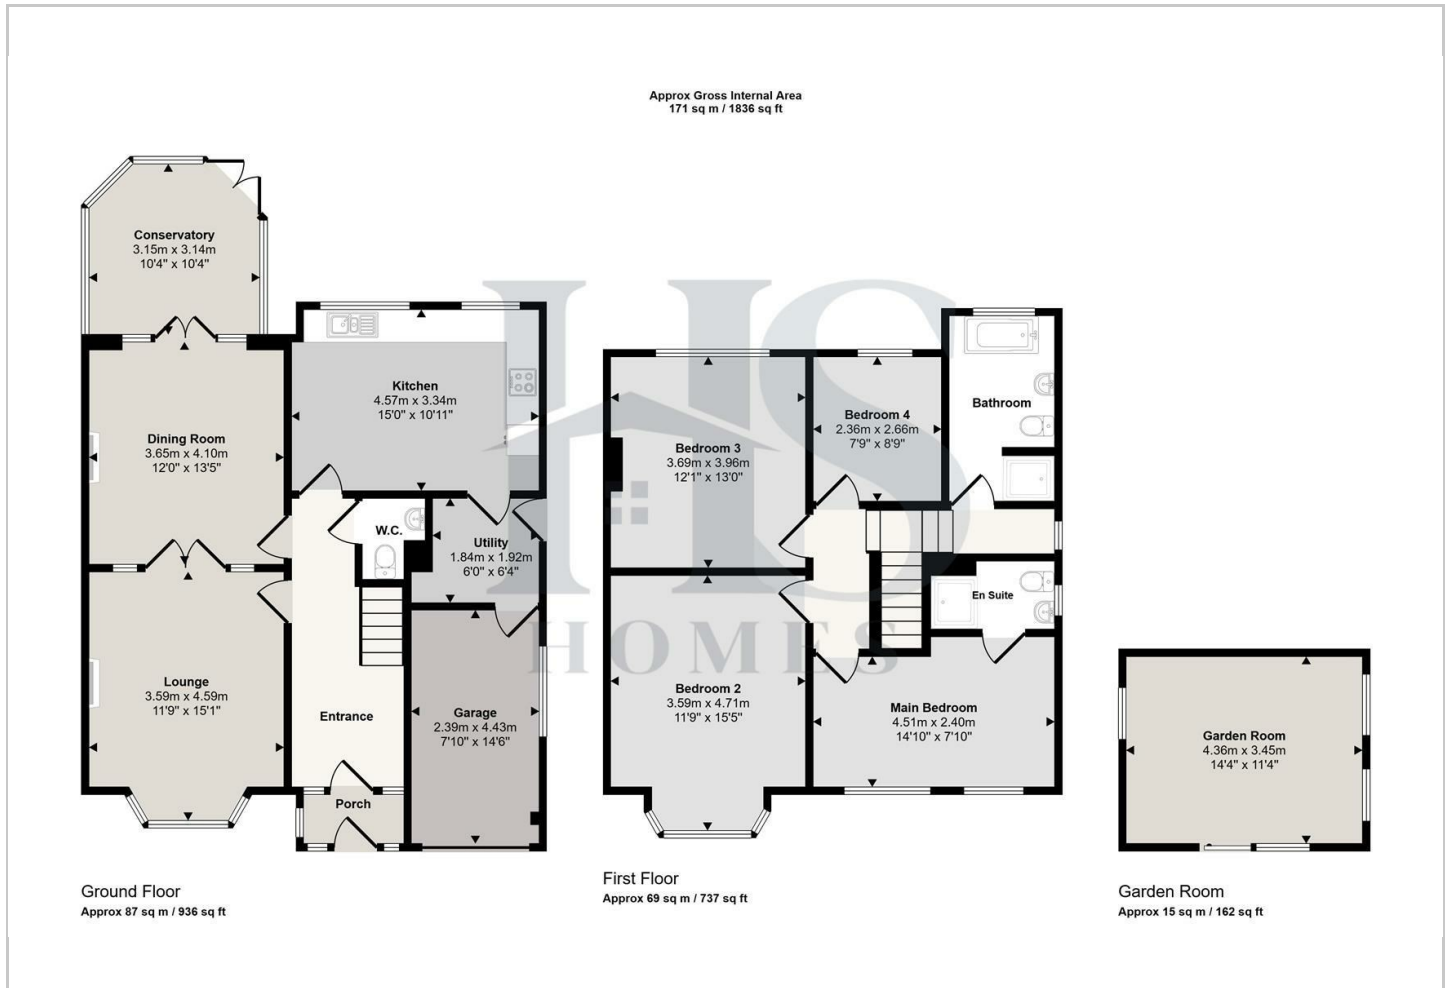 Approx Gross Internal Area
171 sq m / 1836 sq ft
Conservatory
3.15m x 3.14m
10'4" x 10'4"
Kitchen
4.57m x 3.34m
15'0" x 10'11"
Dining Room
3.65m x 4.10m
12'0" x 13'5"
W.C.
Utility
1.84m x 1.92m
6'0" x 6'4"
Lounge
3.59m x 4.59m
11'9" x 15'1"
Entrance
Garage
2.39m x 4.43m
7'10" x 14'6"
Porch
Ground Floor
Approx 87 sq m / 936 sq ft
Bedroom 3
3.69m x 3.96m
12'1" x 13'0"
Bedroom 4
2.36m x 2.66m
7'9" x 8'9"
Bathroom
En Suite
Bedroom 2
3.59m x 4.71m
11'9" x 15'5"
Main Bedroom
4.51m x 2.40m
14'10" x 7'10"
First Floor
Approx 69 sq m / 737 sq ft
Garden Room
4.36m x 3.45m
14'4" x 11'4"
Garden Room
Approx 15 sq m / 162 sq ft
HS
HOMES